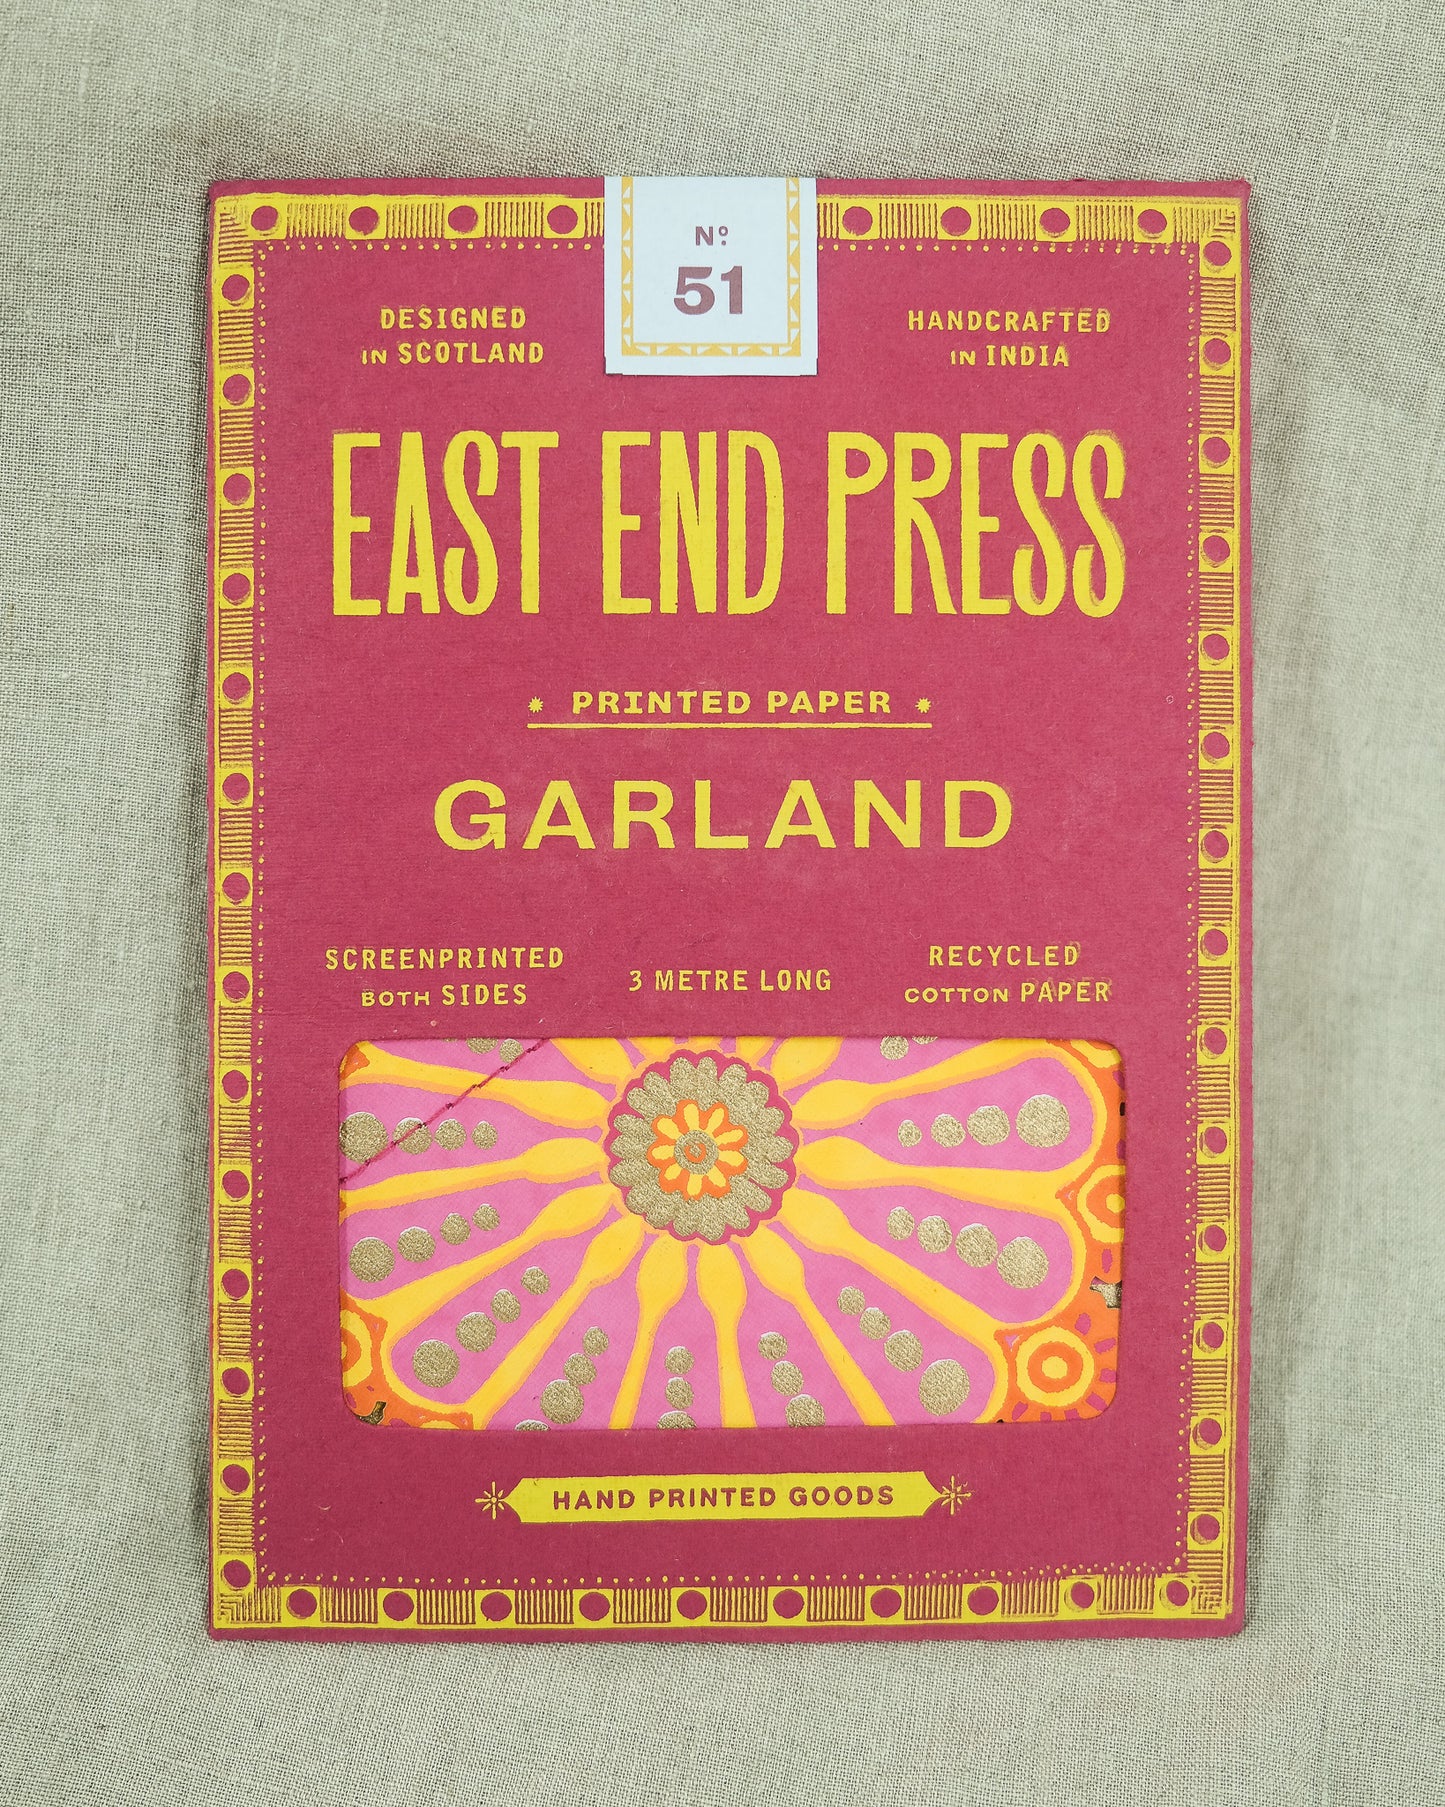 Nº
51
DESIGNED
IN SCOTLAND
HANDCRAFTED
IN INDIA
EAST END PRESS
PRINTED PAPER
GARLAND
SCREENPRINTED
BOTH SIDES
3 METRE LONG
RECYCLED
COTTON PAPER
HAND PRINTED GOODS